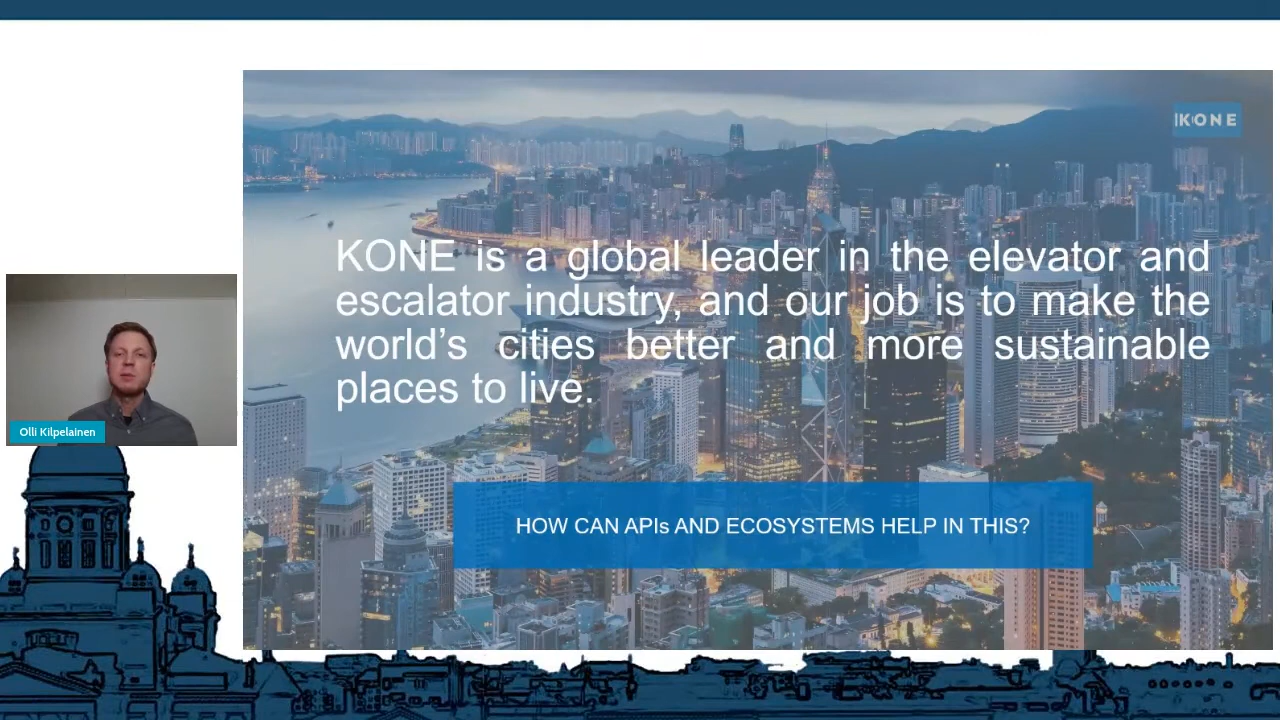 KONE
KONE is a global leader in the elevator and
escalator industry, and our job is to make the
world's cities better and more sustainable
places to live.
Olli Kilpelainen
HOW CAN APIs AND ECOSYSTEMS HELP IN THIS?